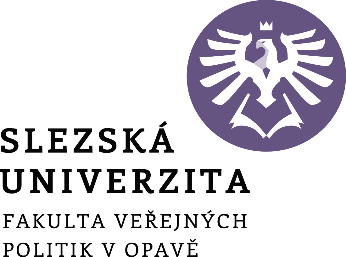 SLEZSKÁ
UNIVERZITA
FAKULTA VEŘEJNÝCH
POLITIK V OPAVĚ